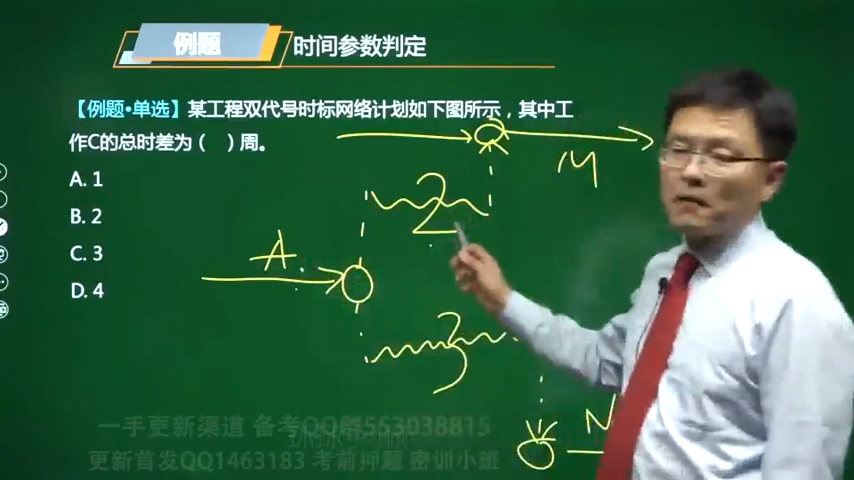 例题
时间参数判定
【例题•单选】某工程双代号时标网络计划如下图所示，其中工
作C的总时差为（ ）周。
A. 1
B. 2
C. 3
D. 4
M
2
A
3
N
一手更新渠道 备考QQ群553038815
更新首发QQ1463183 考前押题 密训小班